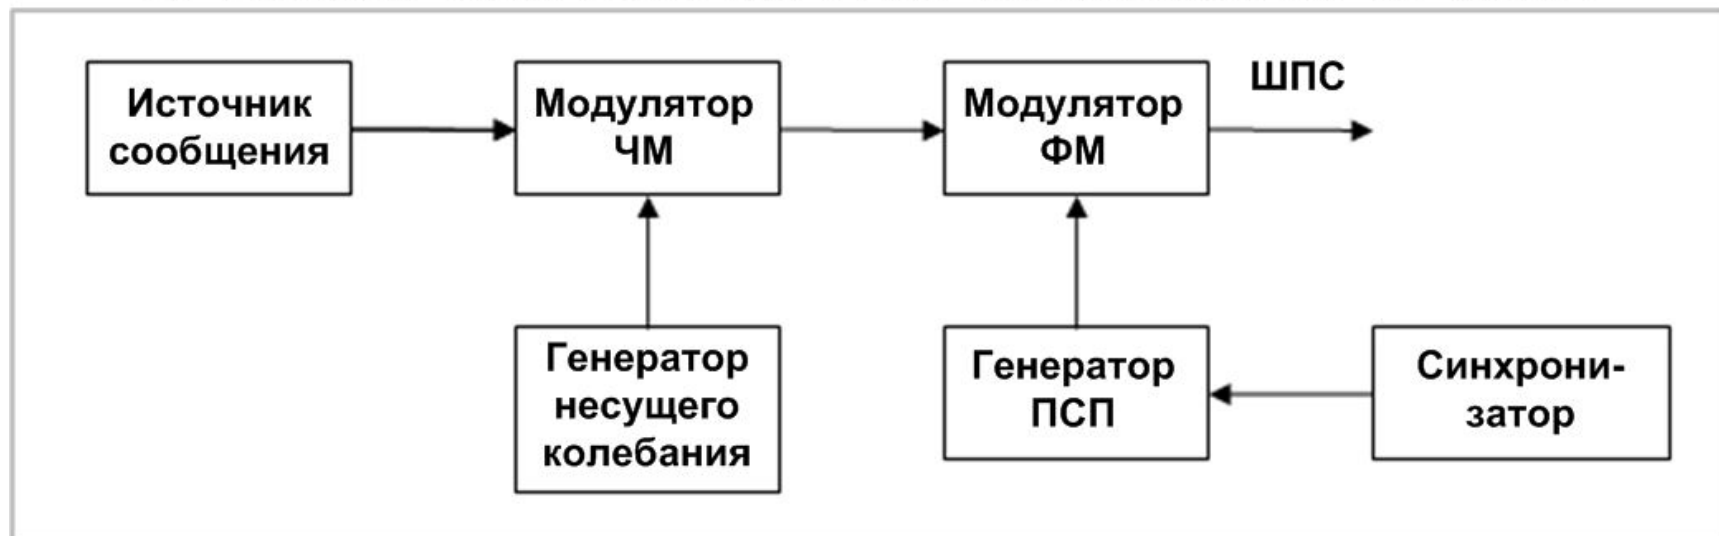 Источник
сообщения
Модулятор
ЧМ
Модулятор
ФМ
ШПС
Генератор
несущего
колебания
Генератор
ПСП
Синхрони-
затор